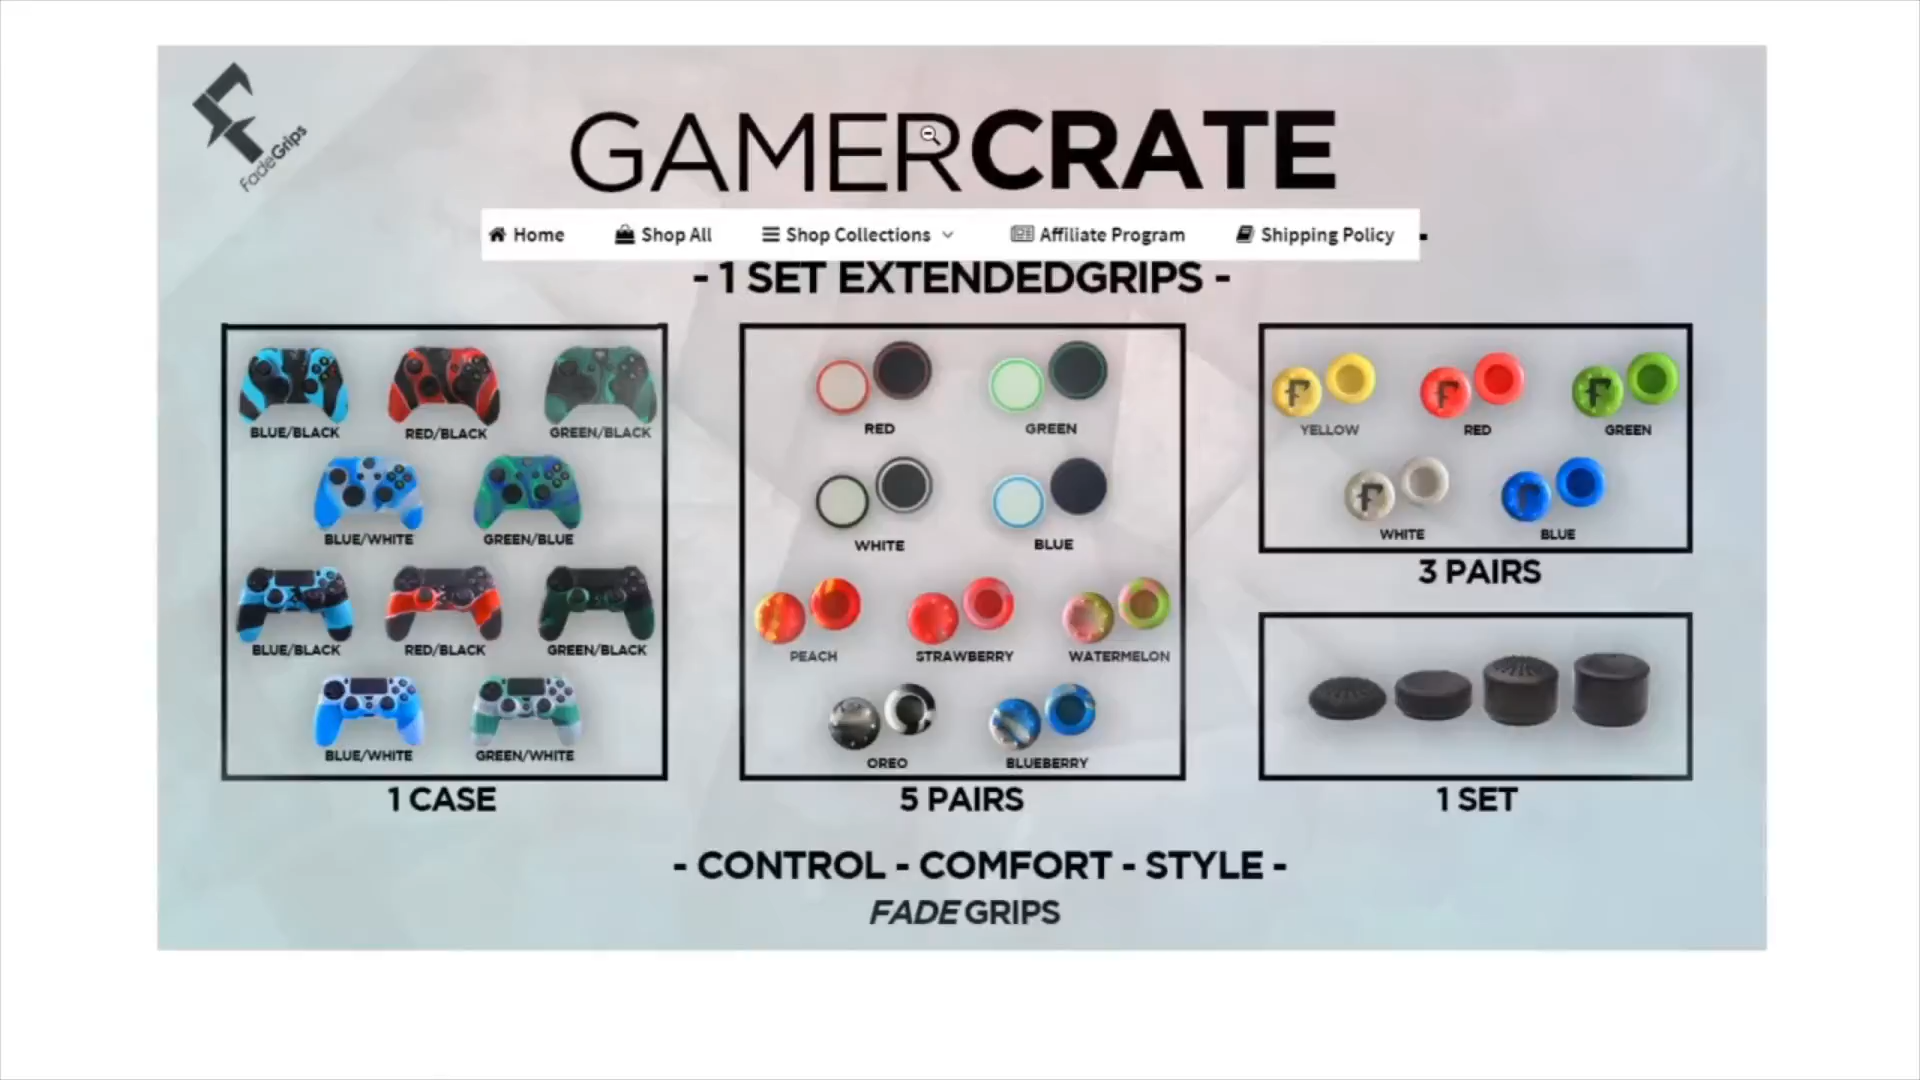 FadeGrips
GAMERCRATE
Home Shop All Shop Collections Affiliate Program Shipping Policy
- 1 SET EXTENDEDGRIPS -
BLUE/BLACK RED/BLACK GREEN/BLACK
BLUE/WHITE GREEN/BLUE
BLUE/BLACK RED/BLACK GREEN/BLACK
BLUE/WHITE GREEN/WHITE
1 CASE
RED GREEN
WHITE BLUE
PEACH STRAWBERRY WATERMELON
OREO BLUEBERRY
5 PAIRS
YELLOW RED GREEN
WHITE BLUE
3 PAIRS
1 SET
- CONTROL - COMFORT - STYLE -
FADEGRIPS